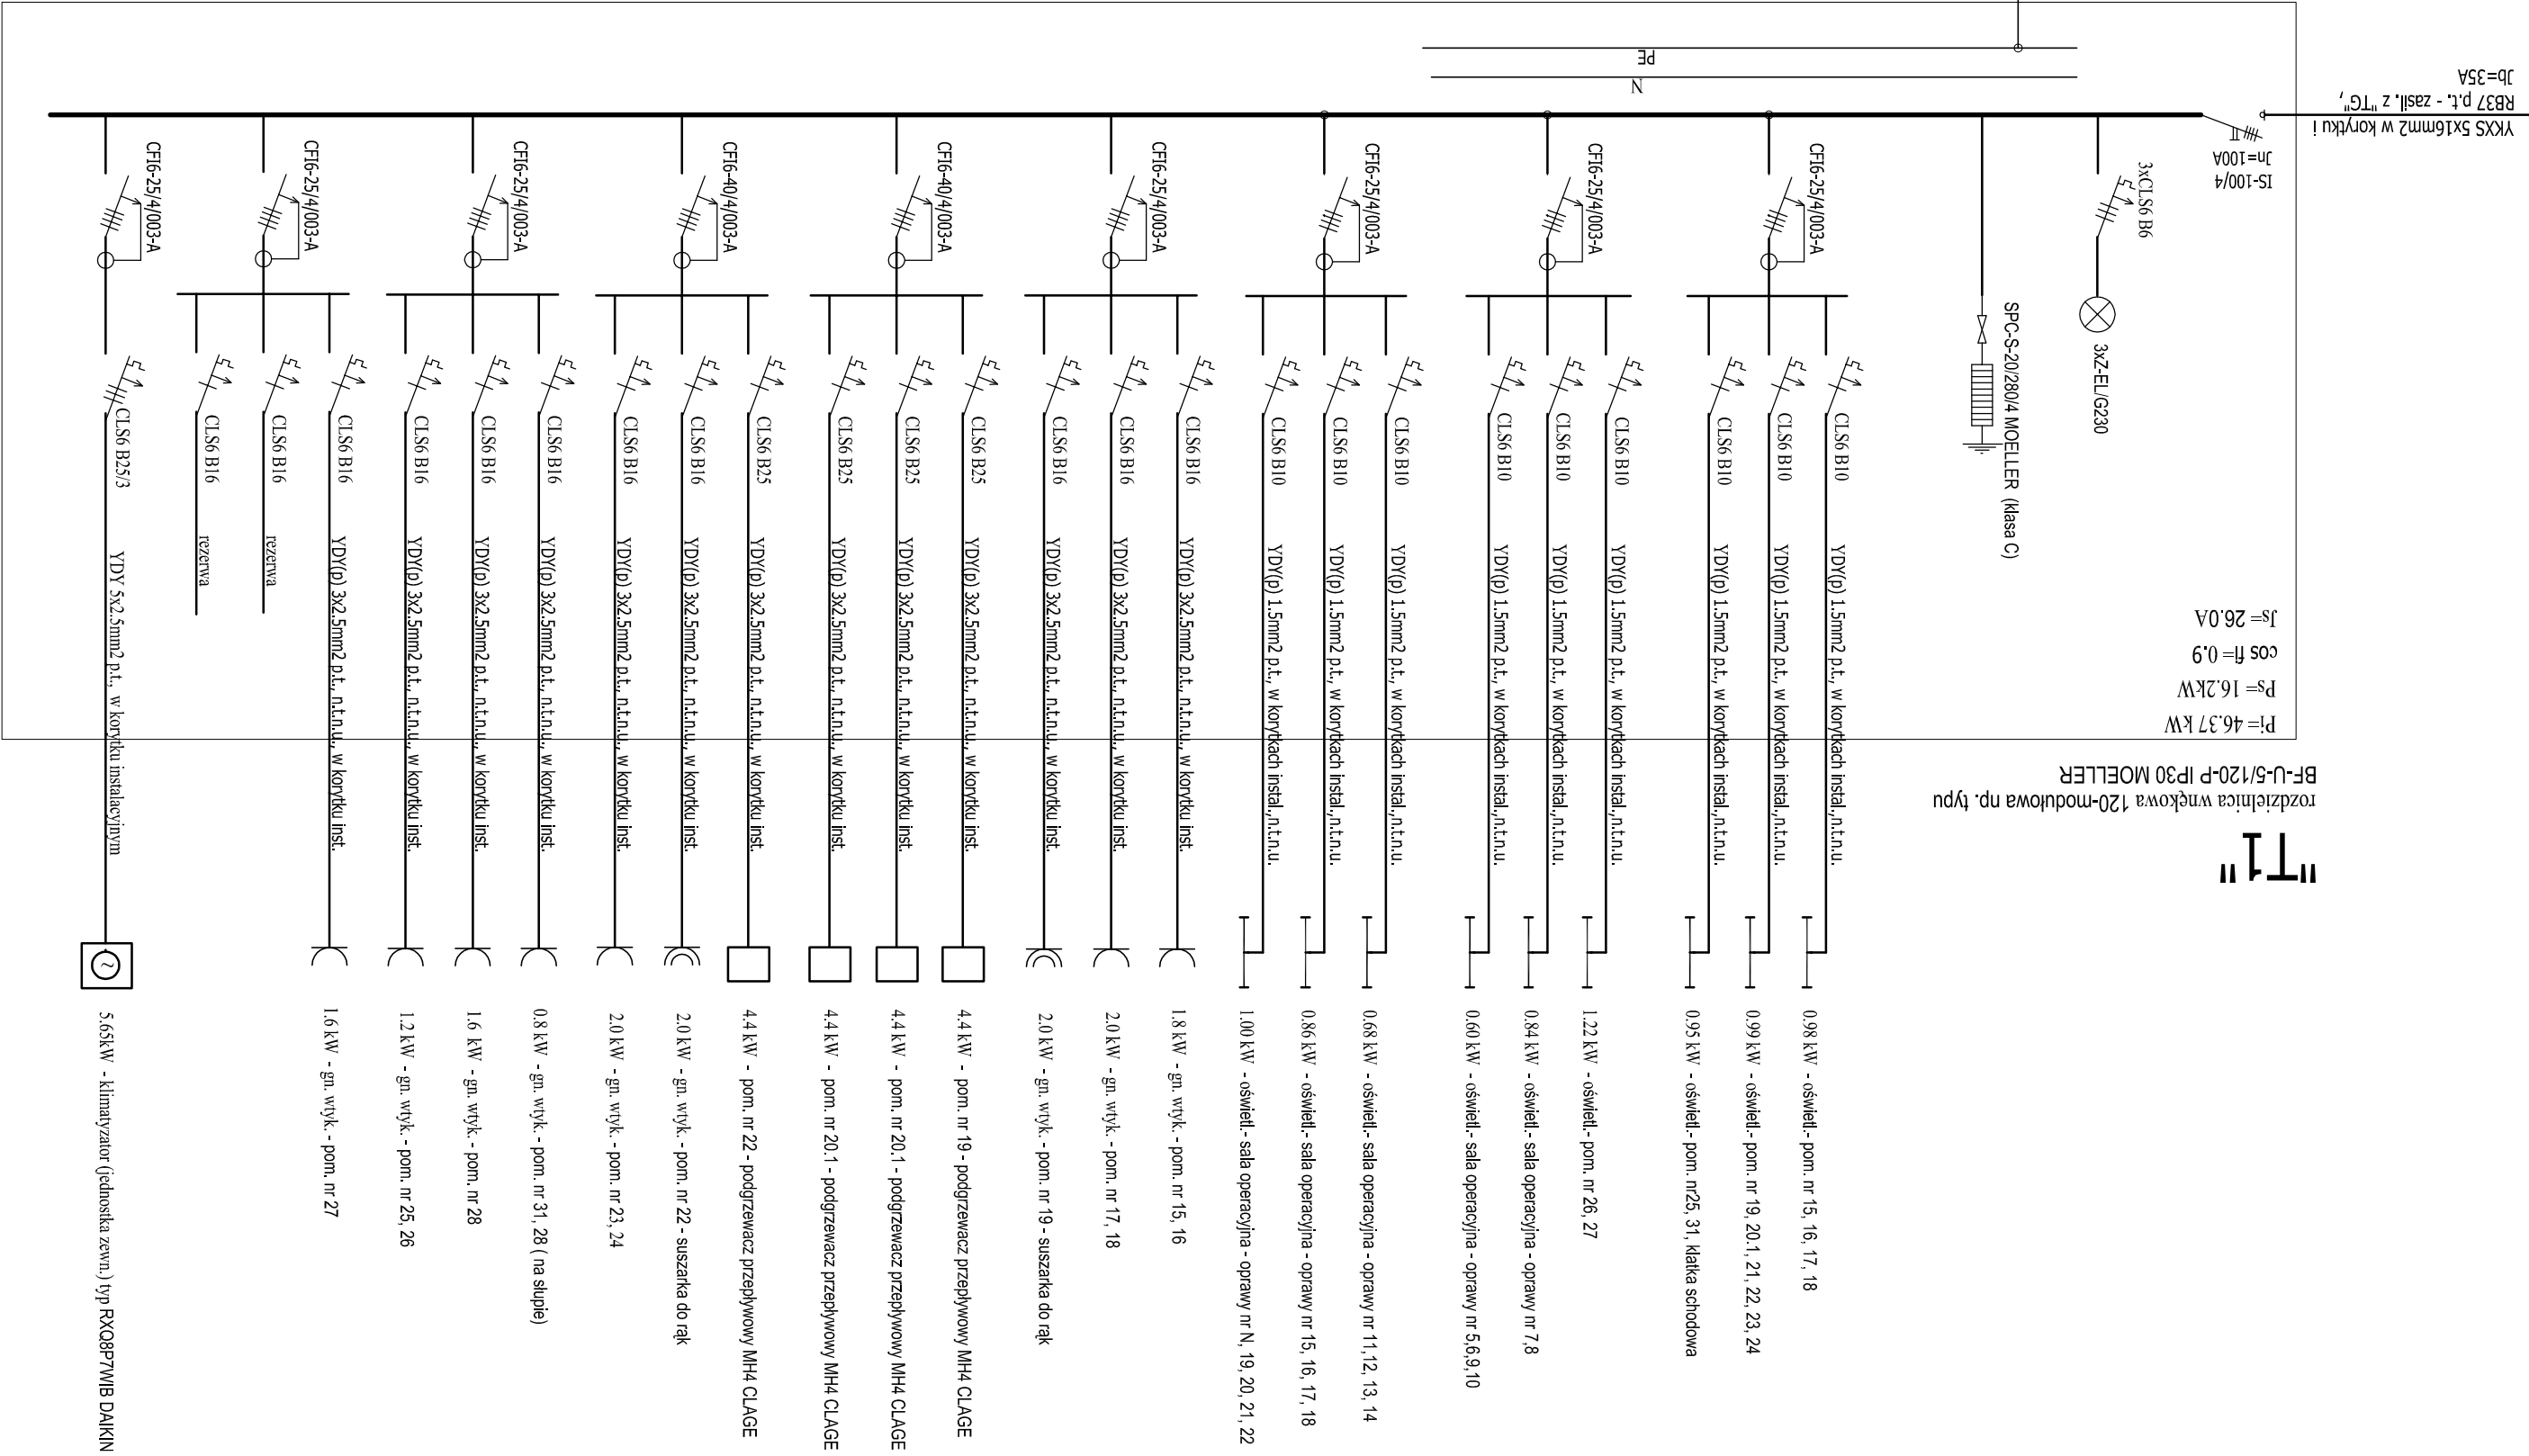 PE
N
YKXS 5x16mm2 w korytku i
RB37 p.t. - zasil. z "TG",
Jb=35A
IS-100/4
Jn=100A
3xCLS6 B6
3xZ-EL/G230
SPC-S-20/280/4 MOELLER (klasa C)
CFI6-25/4/003-A
CFI6-25/4/003-A
CFI6-25/4/003-A
CFI6-40/4/003-A
CFI6-40/4/003-A
CFI6-25/4/003-A
CFI6-25/4/003-A
CFI6-25/4/003-A
CFI6-25/4/003-A
CLS6 B25/3
CLS6 B16
CLS6 B16
CLS6 B16
CLS6 B16
CLS6 B16
CLS6 B16
CLS6 B16
CLS6 B16
CLS6 B25
CLS6 B25
CLS6 B25
CLS6 B25
CLS6 B16
CLS6 B16
CLS6 B16
CLS6 B10
CLS6 B10
CLS6 B10
CLS6 B10
CLS6 B10
CLS6 B10
CLS6 B10
CLS6 B10
CLS6 B10
YDY 5x2.5mm2 p.t., w korytku instalacyjnym
rezerwa
rezerwa
YDY(p) 3x2.5mm2 p.t., n.t.n.u., w korytku inst.
YDY(p) 3x2.5mm2 p.t., n.t.n.u., w korytku inst.
YDY(p) 3x2.5mm2 p.t., n.t.n.u., w korytku inst.
YDY(p) 3x2.5mm2 p.t., n.t.n.u., w korytku inst.
YDY(p) 3x2.5mm2 p.t., n.t.n.u., w korytku inst.
YDY(p) 3x2.5mm2 p.t., n.t.n.u., w korytku inst.
YDY(p) 3x2.5mm2 p.t., n.t.n.u., w korytku inst.
YDY(p) 3x2.5mm2 p.t., n.t.n.u., w korytku inst.
YDY(p) 3x2.5mm2 p.t., n.t.n.u., w korytku inst.
YDY(p) 3x2.5mm2 p.t., n.t.n.u., w korytku inst.
YDY(p) 3x2.5mm2 p.t., n.t.n.u., w korytku inst.
YDY(p) 3x2.5mm2 p.t., n.t.n.u., w korytku inst.
YDY(p) 3x2.5mm2 p.t., n.t.n.u., w korytku inst.
YDY(p) 1.5mm2 p.t., w korytkach instal.,n.t.n.u.
YDY(p) 1.5mm2 p.t., w korytkach instal.,n.t.n.u.
YDY(p) 1.5mm2 p.t., w korytkach instal.,n.t.n.u.
YDY(p) 1.5mm2 p.t., w korytkach instal.,n.t.n.u.
YDY(p) 1.5mm2 p.t., w korytkach instal.,n.t.n.u.
YDY(p) 1.5mm2 p.t., w korytkach instal.,n.t.n.u.
YDY(p) 1.5mm2 p.t., w korytkach instal.,n.t.n.u.
YDY(p) 1.5mm2 p.t., w korytkach instal.,n.t.n.u.
YDY(p) 1.5mm2 p.t., w korytkach instal.,n.t.n.u.
5.65kW - klimatyzator (jednostka zewn.) typ RXQ8P7W/B DAIKIN
1.6 kW - gn. wtyk. - pom. nr 27
1.2 kW - gn. wtyk. - pom. nr 25, 26
1.6 kW - gn. wtyk. - pom. nr 28
0.8 kW - gn. wtyk. - pom. nr 31, 28 ( na słupie)
2.0 kW - gn. wtyk. - pom. nr 23, 24
2.0 kW - gn. wtyk. - pom. nr 22 - suszarka do rąk
4.4 kW - pom. nr 22 - podgrzewacz przepływowy MH4 CLAGE
4.4 kW - pom. nr 20.1 - podgrzewacz przepływowy MH4 CLAGE
4.4 kW - pom. nr 20.1 - podgrzewacz przepływowy MH4 CLAGE
4.4 kW - pom. nr 19 - podgrzewacz przepływowy MH4 CLAGE
2.0 kW - gn. wtyk. - pom. nr 19 - suszarka do rąk
2.0 kW - gn. wtyk. - pom. nr 17, 18
1.8 kW - gn. wtyk. - pom. nr 15, 16
1.00 kW - oświetl.- sala operacyjna - oprawy nr N, 19, 20, 21, 22
0.86 kW - oświetl.- sala operacyjna - oprawy nr 15, 16, 17, 18
0.68 kW - oświetl.- sala operacyjna - oprawy nr 11,12, 13, 14
0.60 kW - oświetl.- sala operacyjna - oprawy nr 5,6,9,10
0.84 kW - oświetl.- sala operacyjna - oprawy nr 7,8
1.22 kW - oświetl.- pom. nr 26, 27
0.95 kW - oświetl.- pom. nr25, 31, klatka schodowa
0.99 kW - oświetl.- pom. nr 19, 20.1, 21, 22, 23, 24
0.98 kW - oświetl.- pom. nr 15, 16, 17, 18
"T1"
rozdzielnica wnękowa 120-modułowa np. typu
BF-U-5/120-P IP30 MOELLER
Pi= 46.37 kW
Ps= 16.2kW
cos fi= 0.9
Js= 26.0A